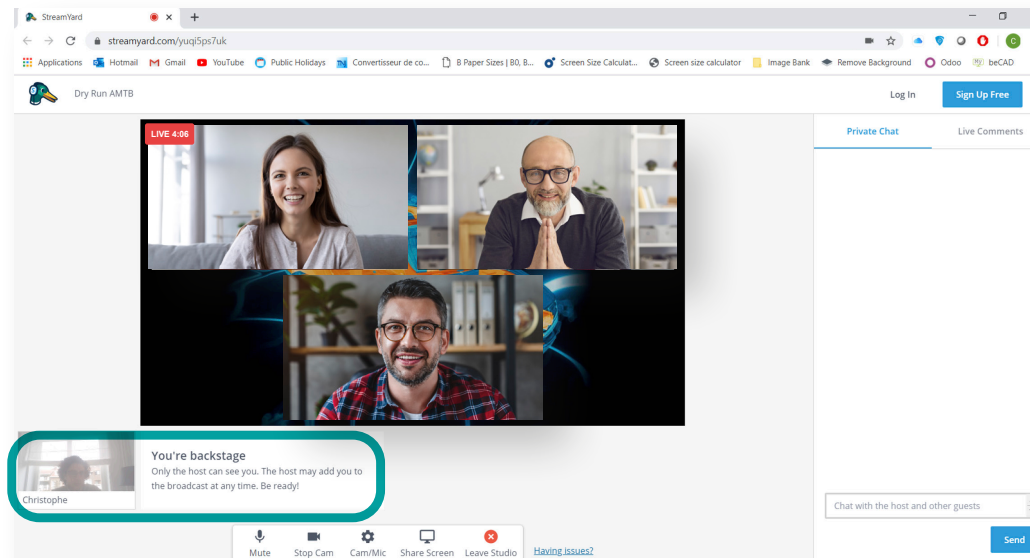 StreamYard
streamyard.com/yuqi5ps7uk
Applications Hotmail Gmail YouTube Public Holidays Convertisseur de co... B Paper Sizes | B0, B... Screen Size Calculat... Screen size calculator Image Bank Remove Background Odoo beCAD
Dry Run AMTB
Log In
Sign Up Free
Private Chat
Live Comments
LIVE 4:06
You're backstage
Only the host can see you. The host may add you to
the broadcast at any time. Be ready!
Christophe
Chat with the host and other guests
Send
Mute Stop Cam Cam/Mic Share Screen Leave Studio
Having issues?